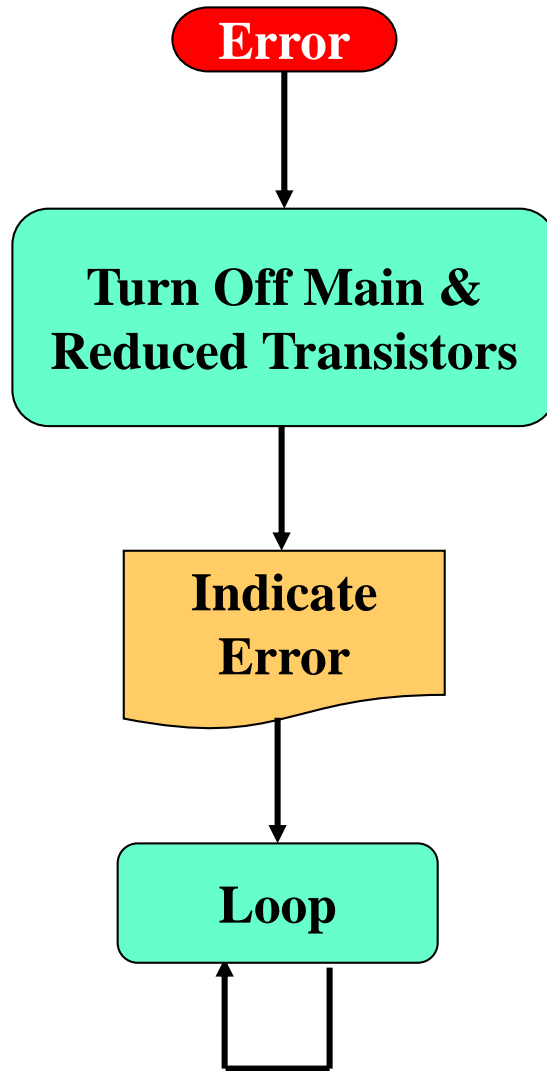 Error
Turn Off Main &
Reduced Transistors
Indicate
Error
Loop